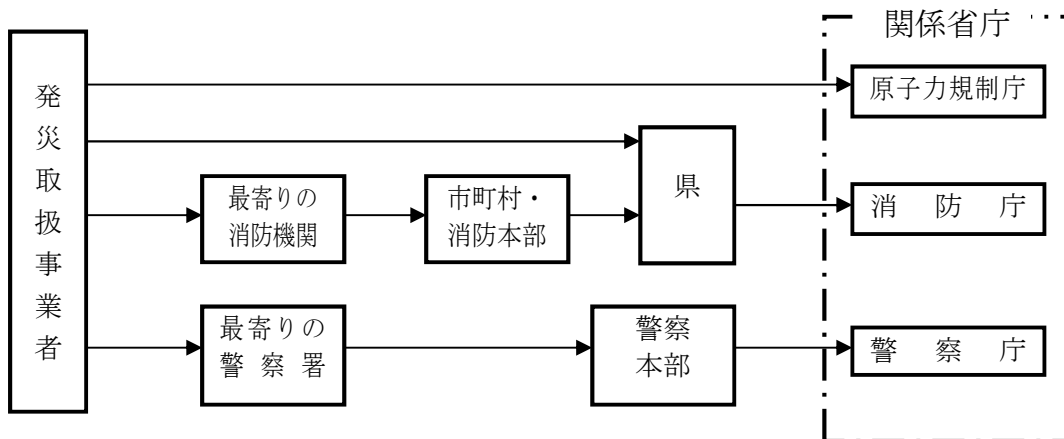 関係省庁
発災取扱事業者
原子力規制庁
県
最寄りの
消防機関
市町村・
消防本部
消防庁
最寄りの
警察署
警察
本部
警察庁